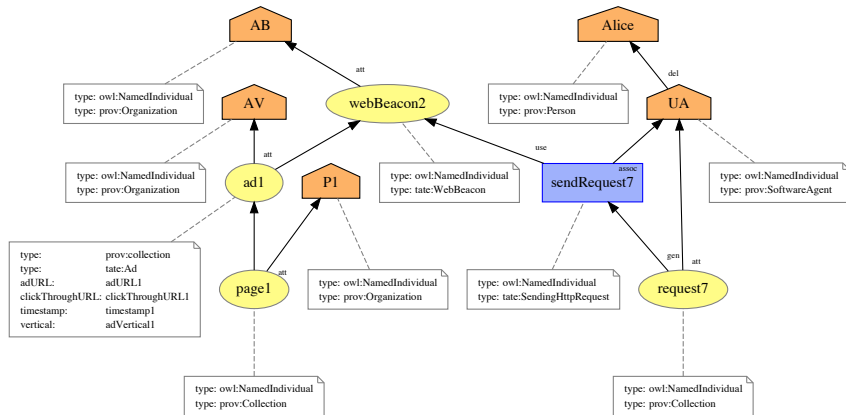 AB
Alice
att
del
type: owl:NamedIndividual
type: prov:Organization
type: owl:NamedIndividual
type: prov:Person
AV
webBeacon2
UA
att
use
type: owl:NamedIndividual
type: prov:Organization
ad1
P1
type: owl:NamedIndividual
type: tate:WebBeacon
assoc
sendRequest7
type: owl:NamedIndividual
type: prov:SoftwareAgent
type: prov:collection
type: tate:Ad
adURL: adURL1
clickThroughURL: clickThroughURL1
timestamp: timestamp1
vertical: adVertical1
att
page1
type: owl:NamedIndividual
type: prov:Organization
type: owl:NamedIndividual
type: tate:SendingHttpRequest
gen
att
request7
type: owl:NamedIndividual
type: prov:Collection
type: owl:NamedIndividual
type: prov:Collection